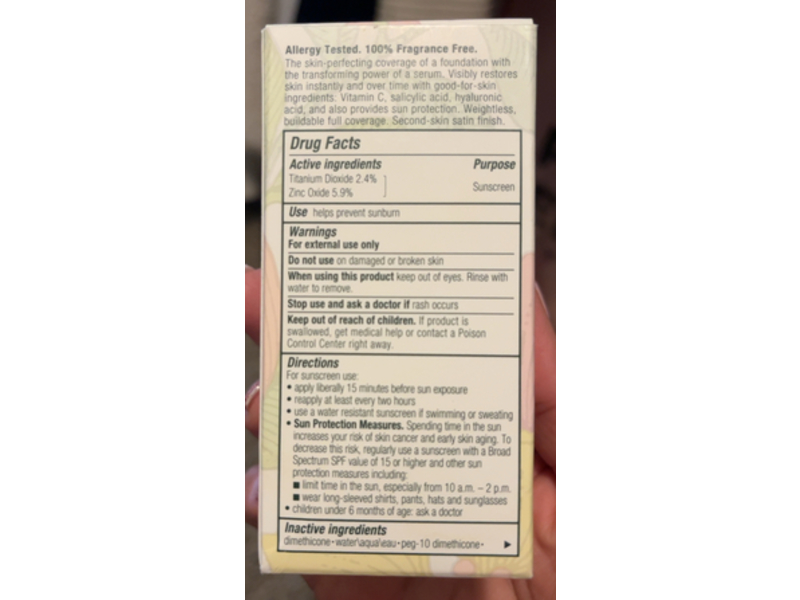 Allergy Tested. 100% Fragrance Free.
The skin-perfecting coverage of a foundation with
the transforming power of a serum. Visibly restores
skin instantly and over time with good-for-skin
ingredients. Vitamin C, salicylic acid, hyaluronic
acid, and also provides sun protection. Weightless,
buildable full coverage. Second-skin satin finish.
Drug Facts
Active ingredients Purpose
Titanium Dioxide 2.4%
Zinc Oxide 5.9%
Sunscreen
Use helps prevent sunburn
Warnings
For external use only
Do not use on damaged or broken skin
When using this product keep out of eyes. Rinse with
water to remove.
Stop use and ask a doctor if rash occurs
Keep out of reach of children. If product is
swallowed, get medical help or contact a Poison
Control Center right away.
Directions
For sunscreen use:
• apply liberally 15 minutes before sun exposure
• reapply at least every two hours
• use a water resistant sunscreen if swimming or sweating
• Sun Protection Measures. Spending time in the sun
increases your risk of skin cancer and early skin aging. To
decrease this risk, regularly use a sunscreen with a Broad
Spectrum SPF value of 15 or higher and other sun
protection measures including:
■ limit time in the sun, especially from 10 a.m. – 2 p.m.
■ wear long-sleeved shirts, pants, hats and sunglasses
• children under 6 months of age: ask a doctor
Inactive ingredients
dimethicone • water\aqua\eau • peg-10 dimethicone •